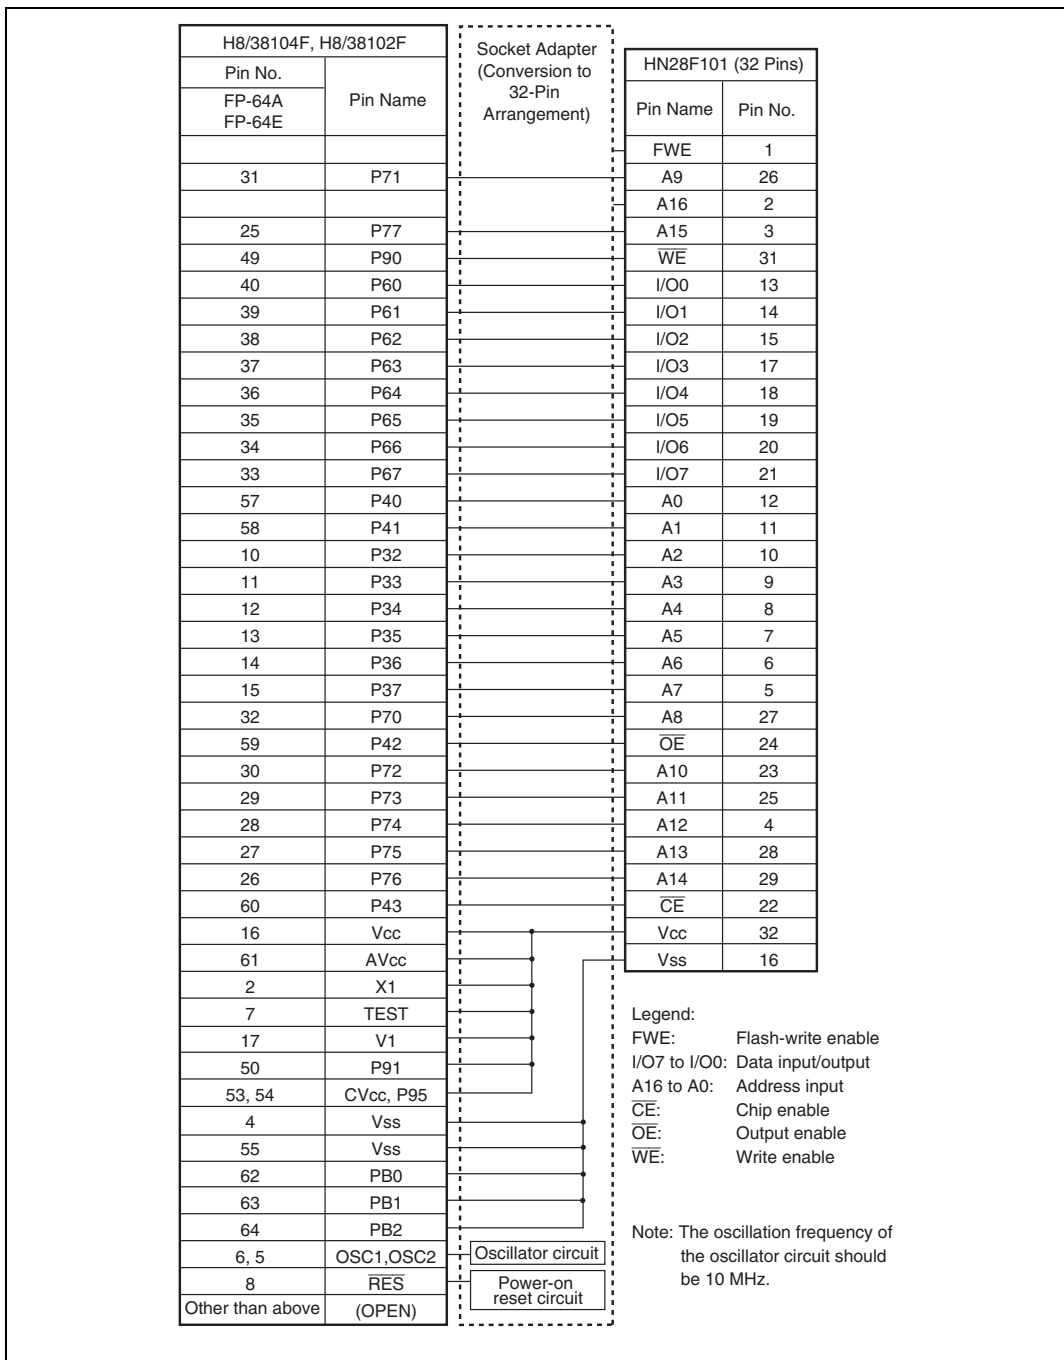 H8/38104F, H8/38102F
Pin No.
FP-64A
FP-64E
Pin Name
Socket Adapter
(Conversion to
32-Pin
Arrangement)
HN28F101 (32 Pins)
Pin Name Pin No.
FWE 1
31 P71 A9 26
A16 2
25 P77 A15 3
49 P90 W̅E̅ 31
40 P60 I/O0 13
39 P61 I/O1 14
38 P62 I/O2 15
37 P63 I/O3 17
36 P64 I/O4 18
35 P65 I/O5 19
34 P66 I/O6 20
33 P67 I/O7 21
57 P40 A0 12
58 P41 A1 11
10 P32 A2 10
11 P33 A3 9
12 P34 A4 8
13 P35 A5 7
14 P36 A6 6
15 P37 A7 5
32 P70 A8 27
59 P42 O̅E̅ 24
30 P72 A10 23
29 P73 A11 25
28 P74 A12 4
27 P75 A13 28
26 P76 A14 29
60 P43 C̅E̅ 22
16 Vcc Vcc 32
61 AVcc Vss 16
2 X1
7 TEST
17 V1
50 P91
53, 54 CVcc, P95
4 Vss
55 Vss
62 PB0
63 PB1
64 PB2
6, 5 OSC1,OSC2 Oscillator circuit
8 R̅E̅S̅ Power-on
reset circuit
Other than above (OPEN)
Legend:
FWE: Flash-write enable
I/O7 to I/O0: Data input/output
A16 to A0: Address input
C̅E̅: Chip enable
O̅E̅: Output enable
W̅E̅: Write enable
Note: The oscillation frequency of
the oscillator circuit should
be 10 MHz.